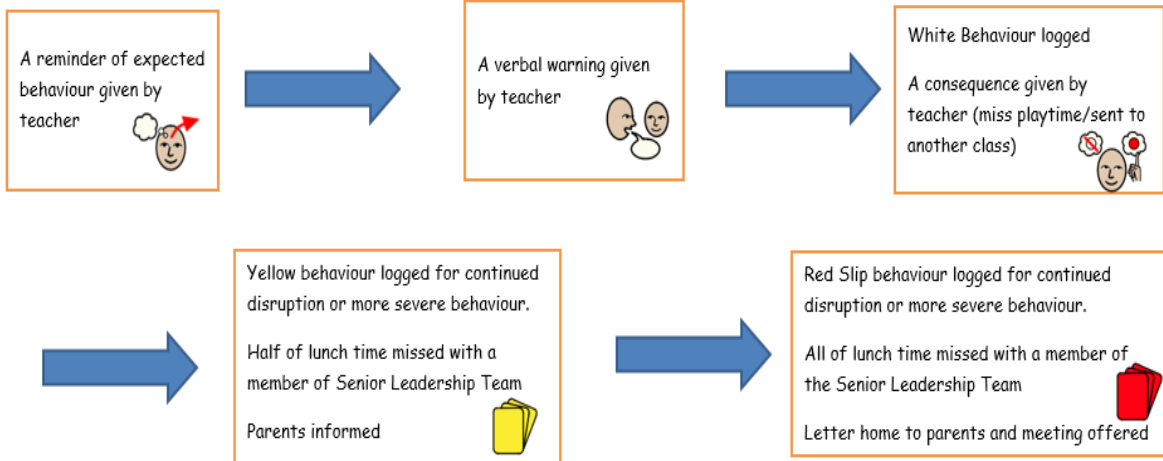 A reminder of expected
behaviour given by
teacher
A verbal warning given
by teacher
White Behaviour logged
A consequence given by
teacher (miss playtime/sent to
another class)
Yellow behaviour logged for continued
disruption or more severe behaviour.
Half of lunch time missed with a
member of Senior Leadership Team
Parents informed
Red Slip behaviour logged for continued
disruption or more severe behaviour.
All of lunch time missed with a member of
the Senior Leadership Team
Letter home to parents and meeting offered